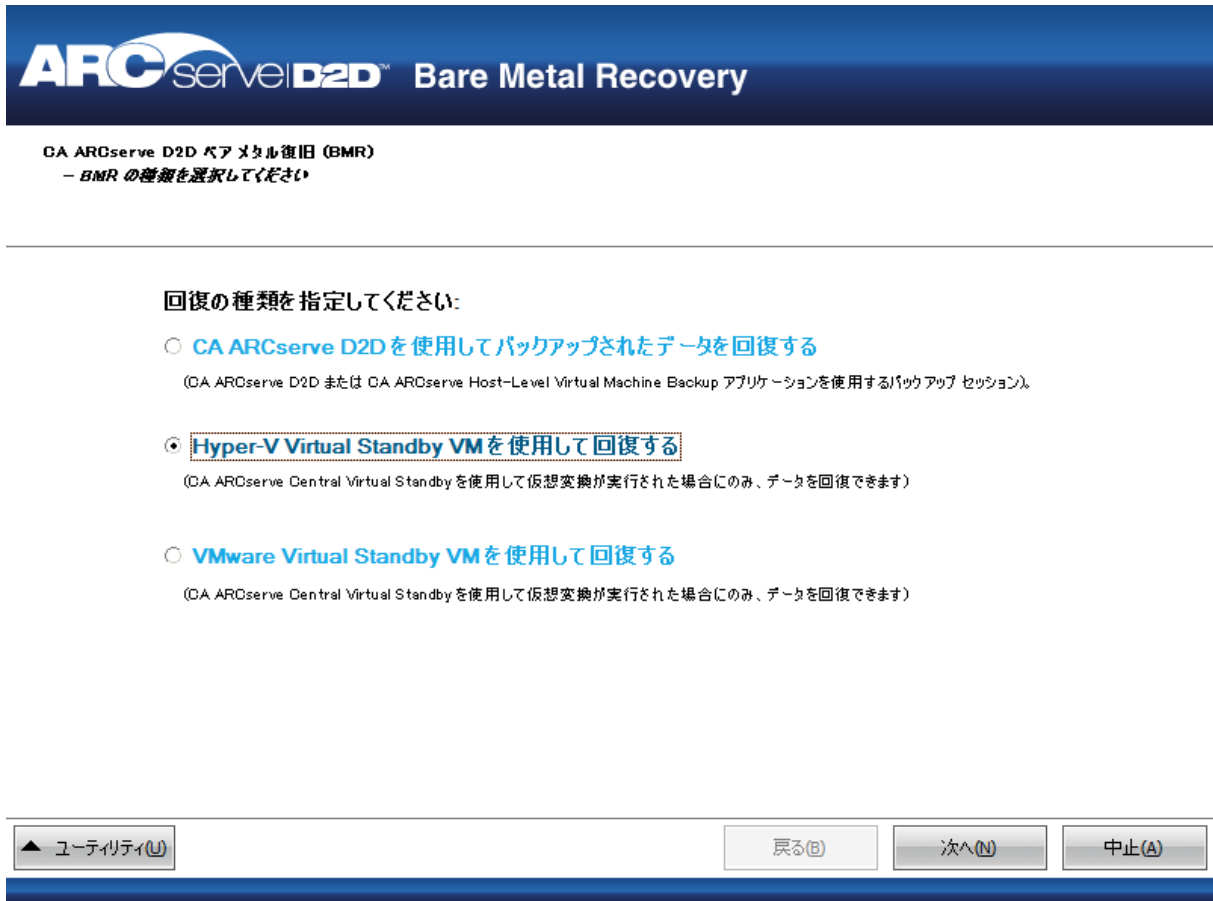 ARCserve D2D™ Bare Metal Recovery
CA ARCserve D2D ベア メタル復旧 (BMR)
- BMR の種類を選択してください
回復の種類を指定してください:
CA ARCserve D2D を使用してバックアップされたデータを回復する
(CA ARCserve D2D または CA ARCserve Host-Level Virtual Machine Backup アプリケーションを使用するバックアップ セッション)。
Hyper-V Virtual Standby VM を使用して回復する
(CA ARCserve Central Virtual Standby を使用して仮想変換が実行された場合にのみ、データを回復できます)
VMware Virtual Standby VM を使用して回復する
(CA ARCserve Central Virtual Standby を使用して仮想変換が実行された場合にのみ、データを回復できます)
▲ ユーティリティ(U) 戻る(B) 次へ(N) 中止(A)